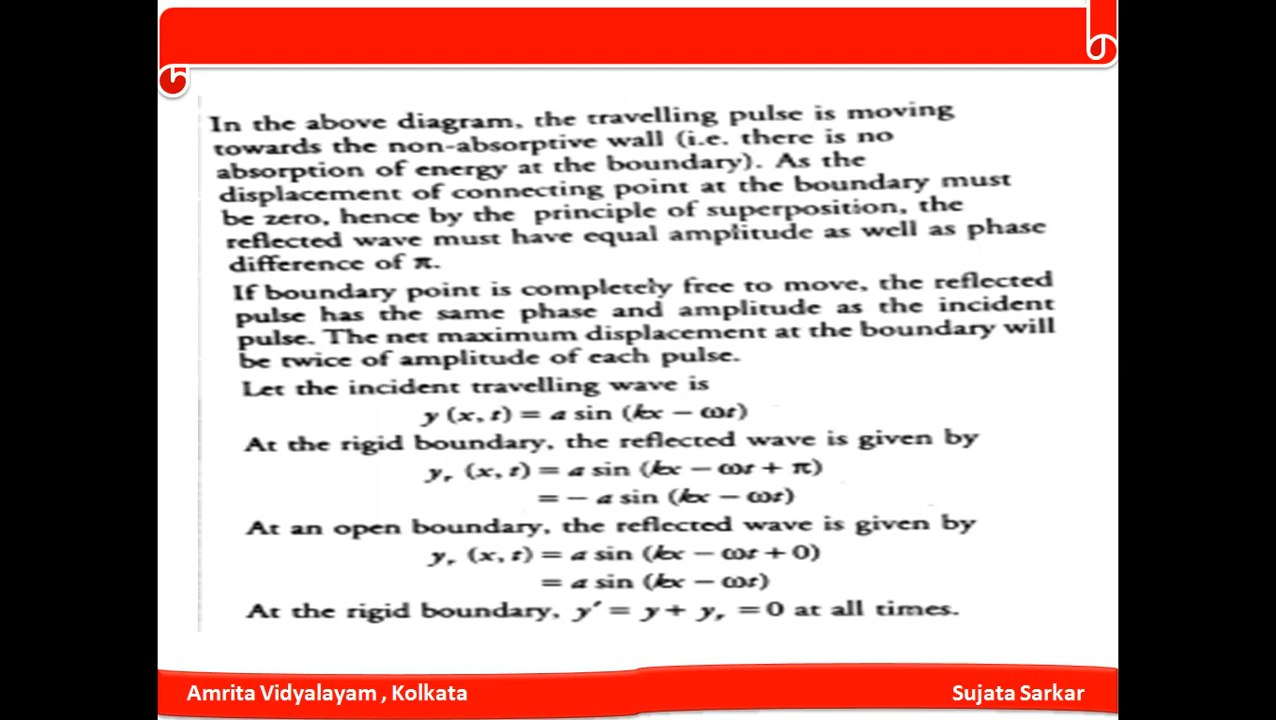 In the above diagram, the travelling pulse is moving
towards the non-absorptive wall (i.e. there is no
absorption of energy at the boundary). As the
displacement of connecting point at the boundary must
be zero, hence by the principle of superposition, the
reflected wave must have equal amplitude as well as phase
difference of π.
If boundary point is completely free to move, the reflected
pulse has the same phase and amplitude as the incident
pulse. The net maximum displacement at the boundary will
be twice of amplitude of each pulse.
Let the incident travelling wave is
y (x, t) = a sin (kx − ωt)
At the rigid boundary, the reflected wave is given by
yᵣ (x, t) = a sin (kx − ωt + π)
= − a sin (kx − ωt)
At an open boundary, the reflected wave is given by
yᵣ (x, t) = a sin (kx − ωt + 0)
= a sin (kx − ωt)
At the rigid boundary, y′ = y + yᵣ = 0 at all times.
Amrita Vidyalayam , Kolkata
Sujata Sarkar